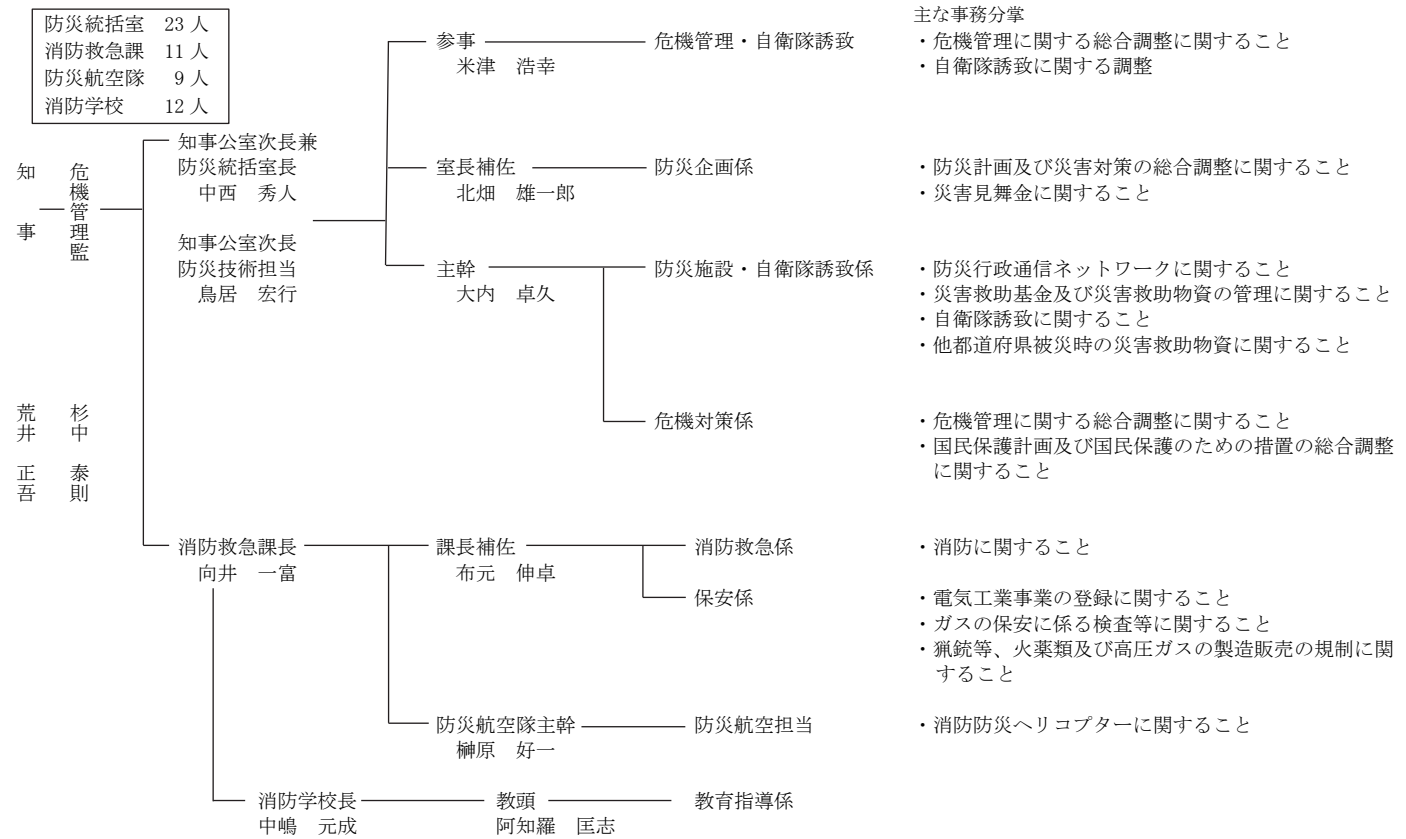 防災統括室 23人
消防救急課 11人
防災航空隊 9人
消防学校 12人
知事
荒井 正吾
危機管理監
杉中 泰則
知事公室次長兼
防災統括室長
中西 秀人
知事公室次長
防災技術担当
鳥居 宏行
主な事務分掌
参事
米津 浩幸
危機管理・自衛隊誘致
・危機管理に関する総合調整に関すること
・自衛隊誘致に関する調整
室長補佐
北畑 雄一郎
防災企画係
・防災計画及び災害対策の総合調整に関すること
・災害見舞金に関すること
主幹
大内 卓久
防災施設・自衛隊誘致係
・防災行政通信ネットワークに関すること
・災害救助基金及び災害救助物資の管理に関すること
・自衛隊誘致に関すること
・他都道府県被災時の災害救助物資に関すること
危機対策係
・危機管理に関する総合調整に関すること
・国民保護計画及び国民保護のための措置の総合調整
に関すること
消防救急課長
向井 一富
課長補佐
布元 伸卓
消防救急係
・消防に関すること
保安係
・電気工業事業の登録に関すること
・ガスの保安に係る検査等に関すること
・猟銃等、火薬類及び高圧ガスの製造販売の規制に関
すること
防災航空隊主幹
榊原 好一
防災航空担当
・消防防災ヘリコプターに関すること
消防学校長
中嶋 元成
教頭
阿知羅 匡志
教育指導係